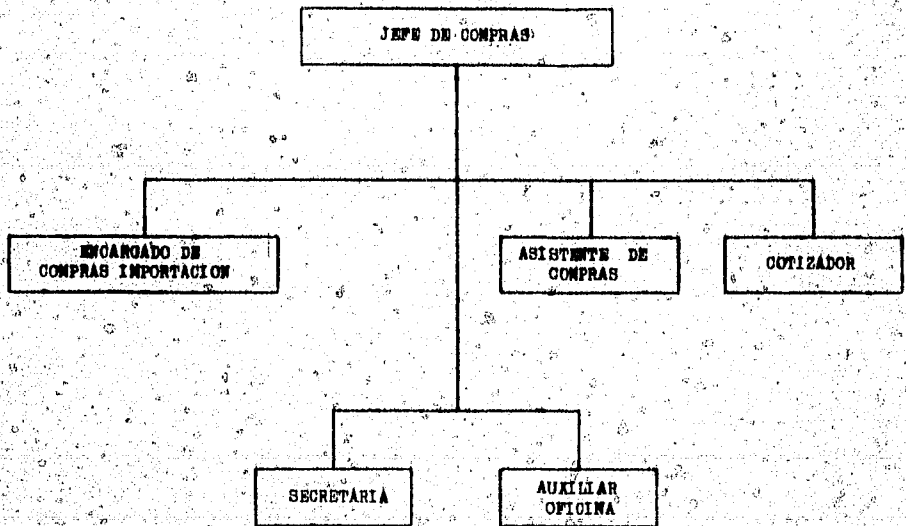 JEFE DE COMPRAS
ENCARGADO DE
COMPRAS IMPORTACION
ASISTENTE DE
COMPRAS
COTIZADOR
SECRETARIA
AUXILIAR
OFICINA